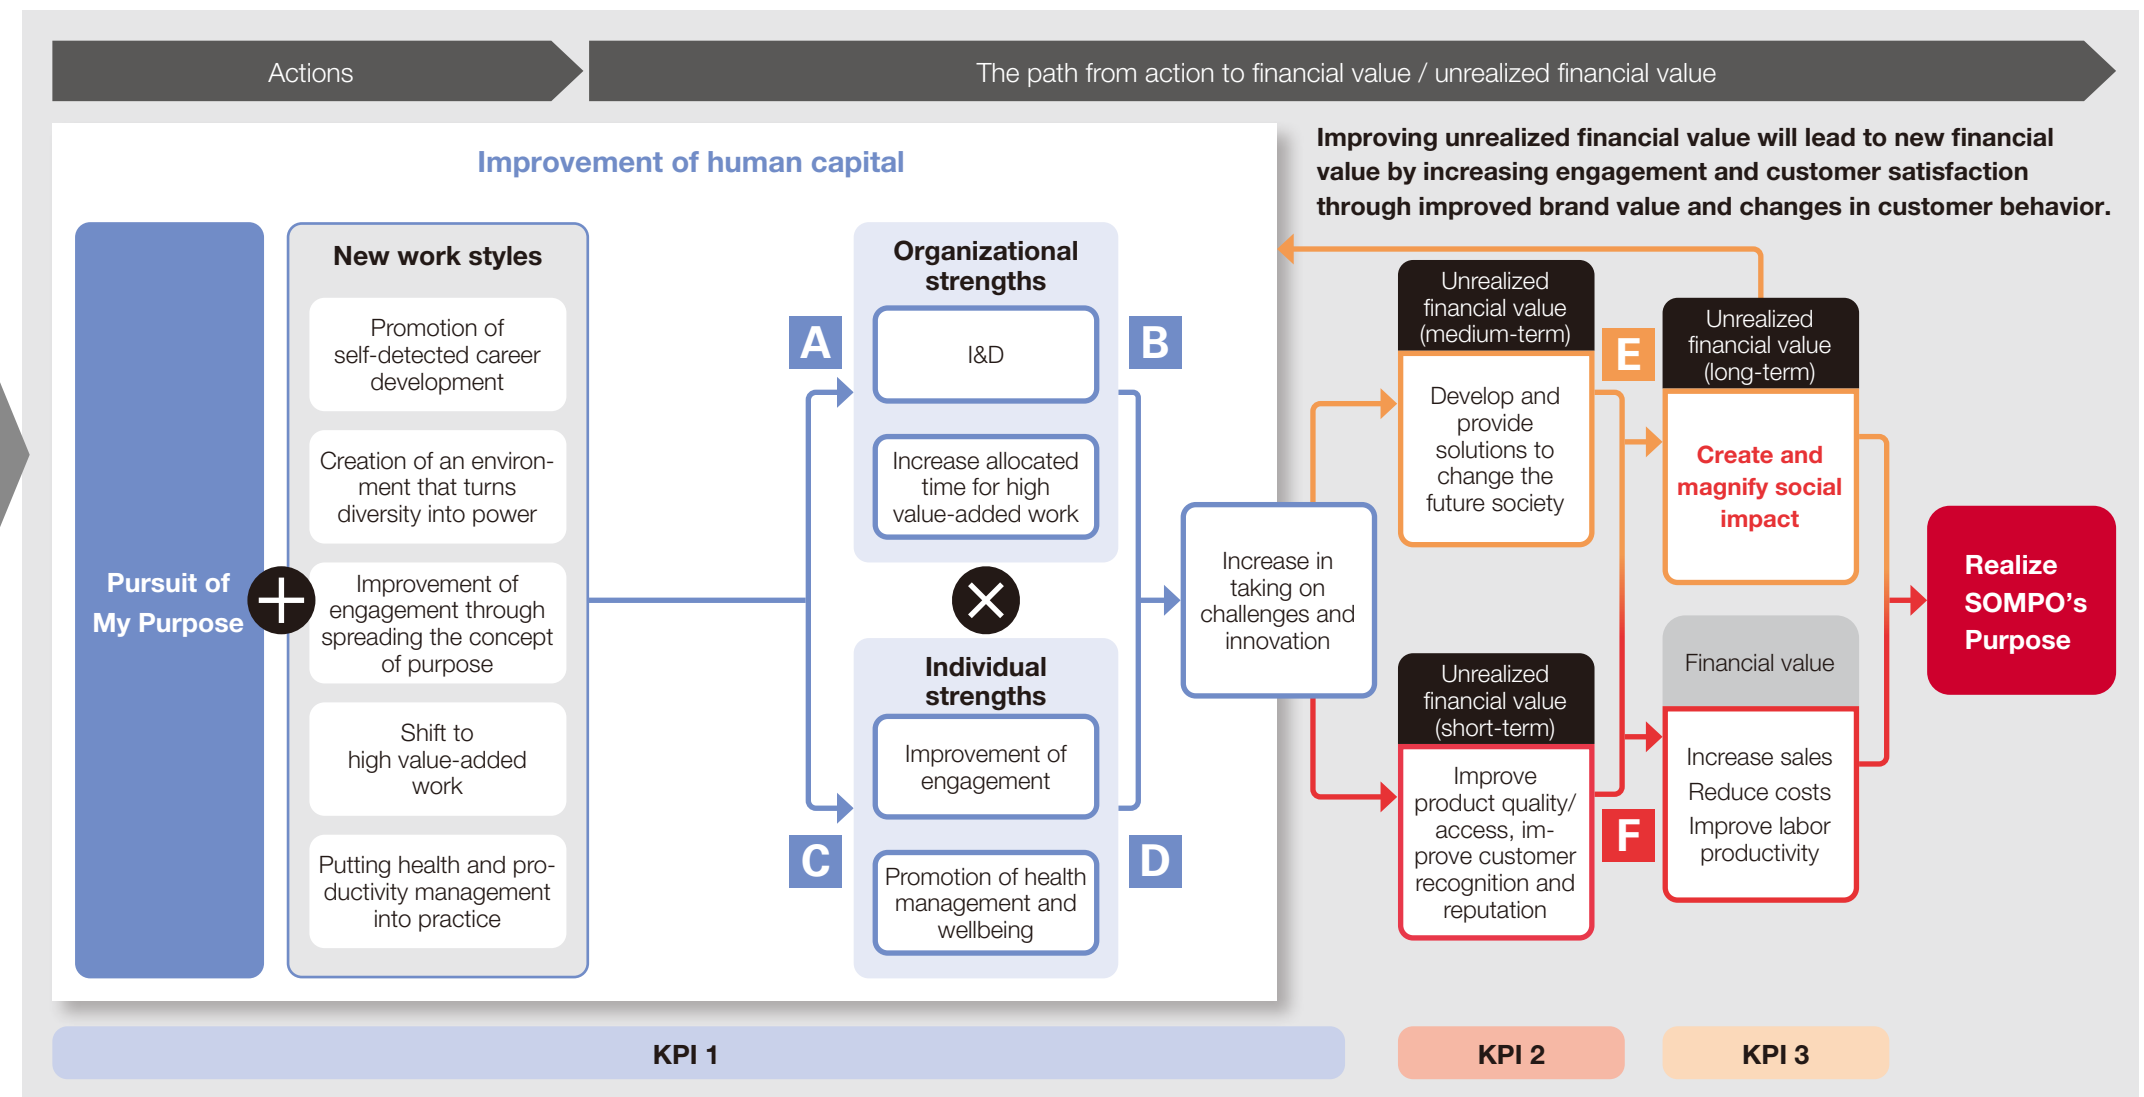 Actions
The path from action to financial value / unrealized financial value
Improvement of human capital
Improving unrealized financial value will lead to new financial
value by increasing engagement and customer satisfaction
through improved brand value and changes in customer behavior.
Pursuit of
My Purpose
New work styles
Promotion of
self-detected career
development
Creation of an environ-
ment that turns
diversity into power
Improvement of
engagement through
spreading the concept
of purpose
Shift to
high value-added
work
Putting health and pro-
ductivity management
into practice
A
Organizational
strengths
I&D
Increase allocated
time for high
value-added work
B
C
Individual
strengths
Improvement of
engagement
Promotion of health
management and
wellbeing
D
Increase in
taking on
challenges and
innovation
Unrealized
financial value
(medium-term)
Develop and
provide
solutions to
change the
future society
Unrealized
financial value
(short-term)
Improve
product quality/
access, im-
prove customer
recognition and
reputation
E
F
Unrealized
financial value
(long-term)
Create and
magnify social
impact
Financial value
Increase sales
Reduce costs
Improve labor
productivity
Realize
SOMPO's
Purpose
KPI 1
KPI 2
KPI 3